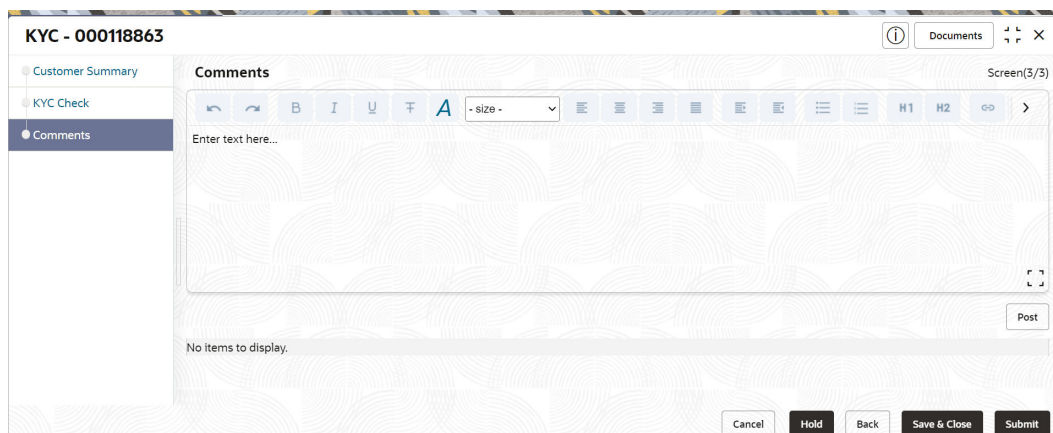 KYC - 000118863
Documents
Customer Summary
KYC Check
Comments
Comments
Screen(3/3)
B I U T A - size - H1 H2
Enter text here...
Post
No items to display.
Cancel Hold Back Save & Close Submit